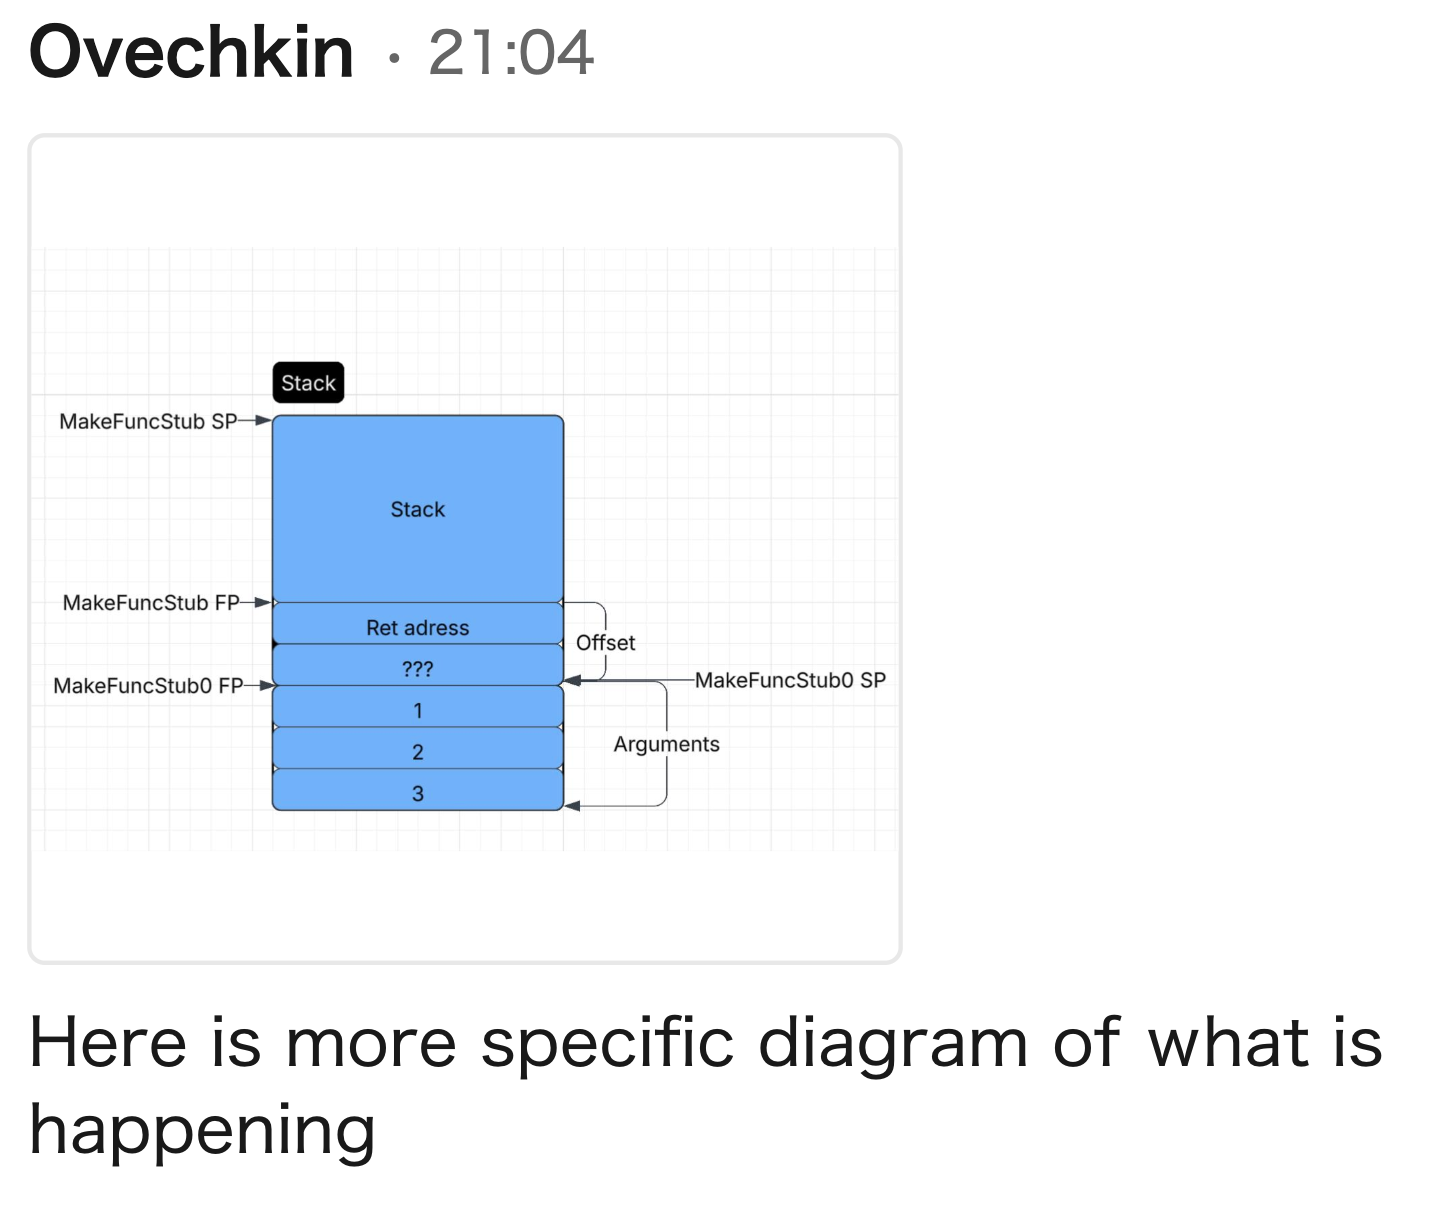 Ovechkin · 21:04
Stack
MakeFuncStub SP
Stack
MakeFuncStub FP
Ret adress
Offset
???
MakeFuncStub0 FP
MakeFuncStub0 SP
1
2
Arguments
3
Here is more specific diagram of what is
happening